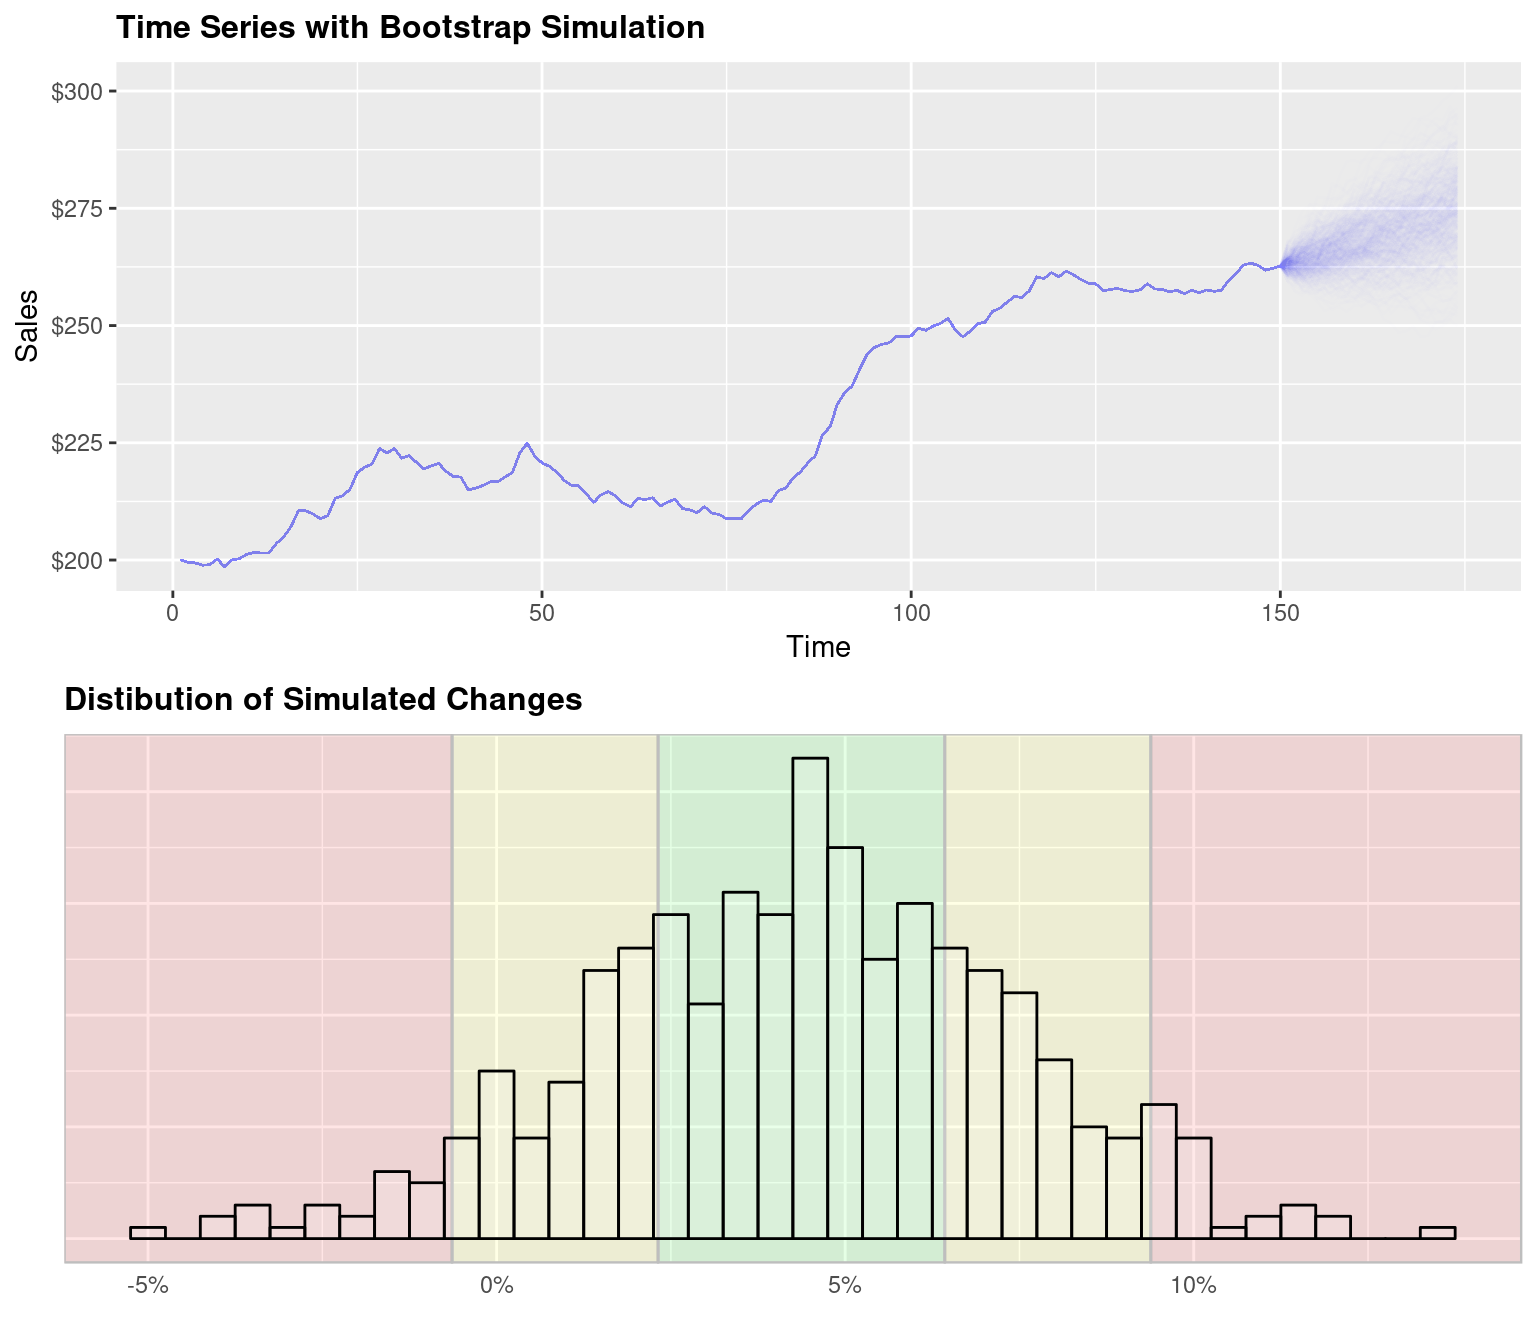 Time Series with Bootstrap Simulation
$300
$275
$250
$225
$200
Sales
0 50 100 150
Time
Distibution of Simulated Changes
-5% 0% 5% 10%